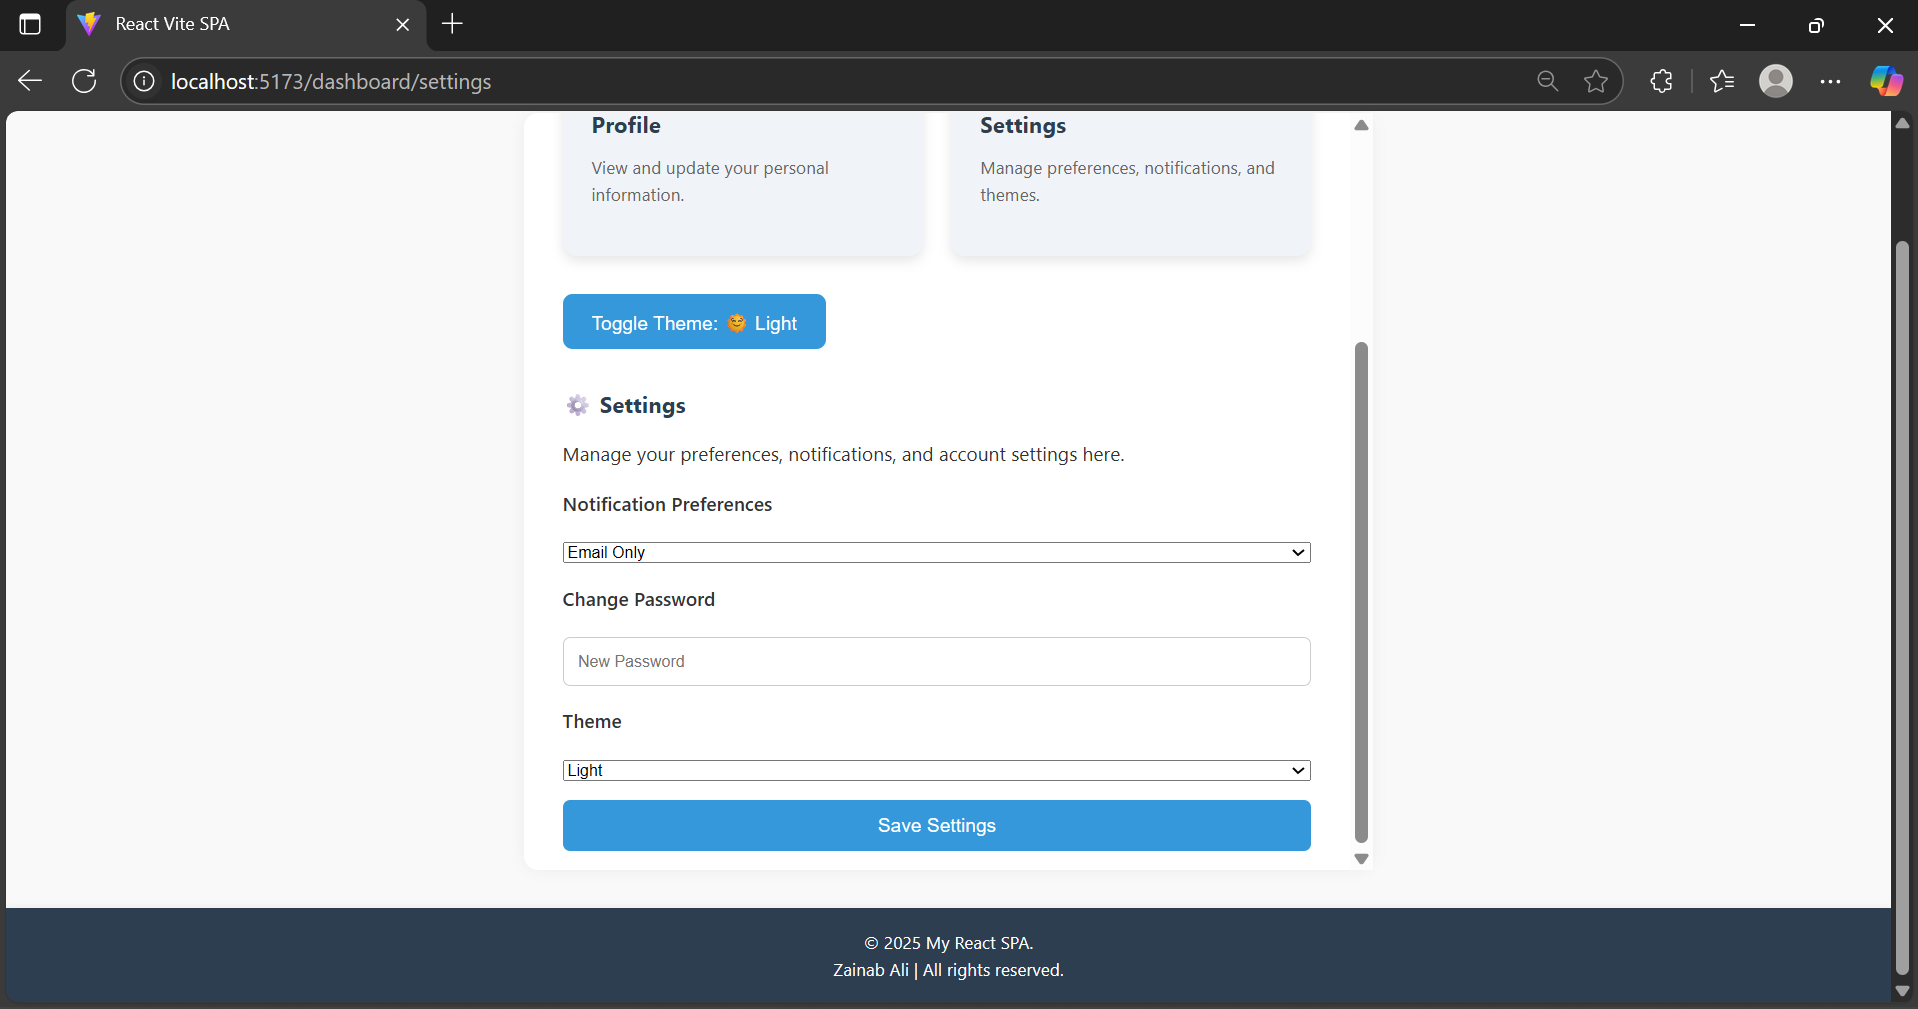 React Vite SPA
localhost:5173/dashboard/settings
Profile
View and update your personal
information.
Settings
Manage preferences, notifications, and
themes.
Toggle Theme: 🌞 Light
⚙️ Settings
Manage your preferences, notifications, and account settings here.
Notification Preferences
Email Only
Change Password
New Password
Theme
Light
Save Settings
© 2025 My React SPA.
Zainab Ali | All rights reserved.